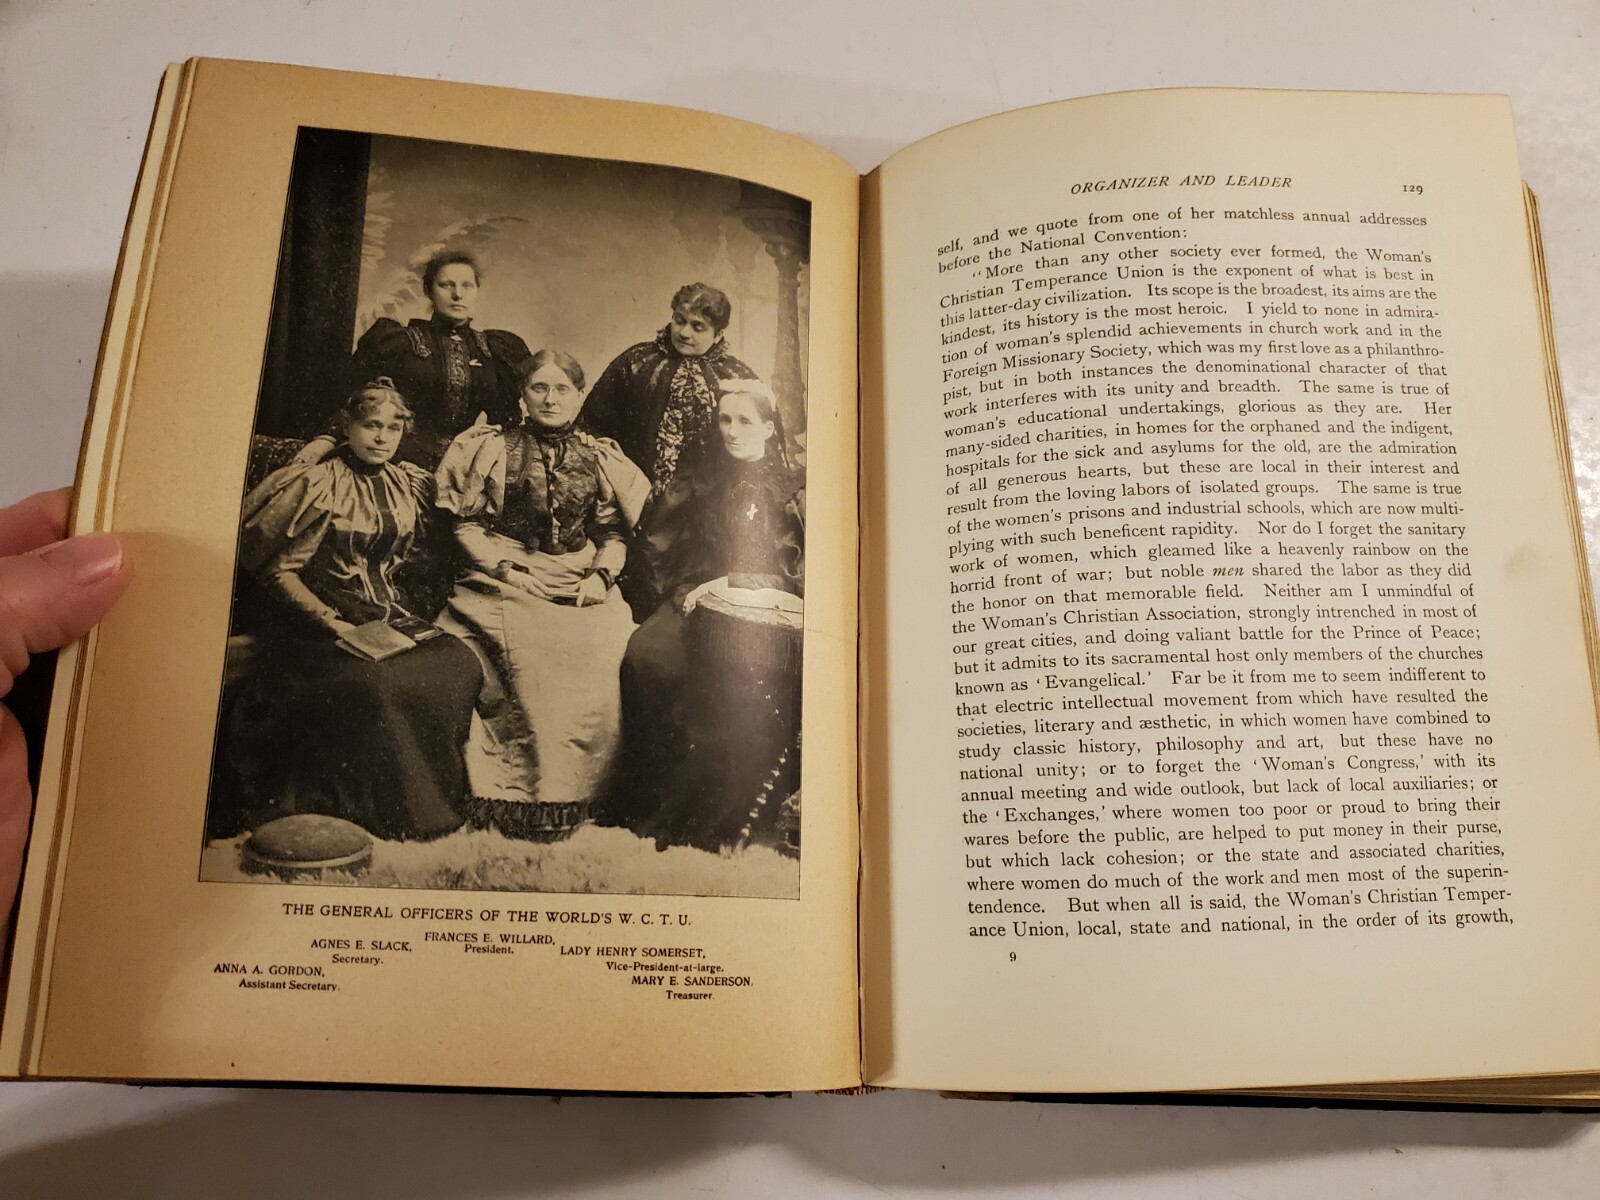 THE GENERAL OFFICERS OF THE WORLD'S W. C. T. U.
FRANCES E. WILLARD,
President.
AGNES E. SLACK,
Secretary.
LADY HENRY SOMERSET,
Vice-President-at-large.
ANNA A. GORDON,
Assistant Secretary.
MARY E. SANDERSON,
Treasurer.
ORGANIZER AND LEADER 129
self, and we quote from one of her matchless annual addresses
before the National Convention:
"More than any other society ever formed, the Woman's
Christian Temperance Union is the exponent of what is best in
this latter-day civilization. Its scope is the broadest, its aims are the
kindest, its history is the most heroic. I yield to none in admira-
tion of woman's splendid achievements in church work and in the
Foreign Missionary Society, which was my first love as a philanthro-
pist, but in both instances the denominational character of that
work interferes with its unity and breadth. The same is true of
woman's educational undertakings, glorious as they are. Her
many-sided charities, in homes for the orphaned and the indigent,
hospitals for the sick and asylums for the old, are the admiration
of all generous hearts, but these are local in their interest and
result from the loving labors of isolated groups. The same is true
of the women's prisons and industrial schools, which are now multi-
plying with such beneficent rapidity. Nor do I forget the sanitary
work of women, which gleamed like a heavenly rainbow on the
horrid front of war; but noble men shared the labor as they did
the honor on that memorable field. Neither am I unmindful of
the Woman's Christian Association, strongly intrenched in most of
our great cities, and doing valiant battle for the Prince of Peace;
but it admits to its sacramental host only members of the churches
known as 'Evangelical.' Far be it from me to seem indifferent to
that electric intellectual movement from which have resulted the
societies, literary and æsthetic, in which women have combined to
study classic history, philosophy and art, but these have no
national unity; or to forget the 'Woman's Congress,' with its
annual meeting and wide outlook, but lack of local auxiliaries; or
the 'Exchanges,' where women too poor or proud to bring their
wares before the public, are helped to put money in their purse,
but which lack cohesion; or the state and associated charities,
where women do much of the work and men most of the superin-
tendence. But when all is said, the Woman's Christian Temper-
ance Union, local, state and national, in the order of its growth,
9